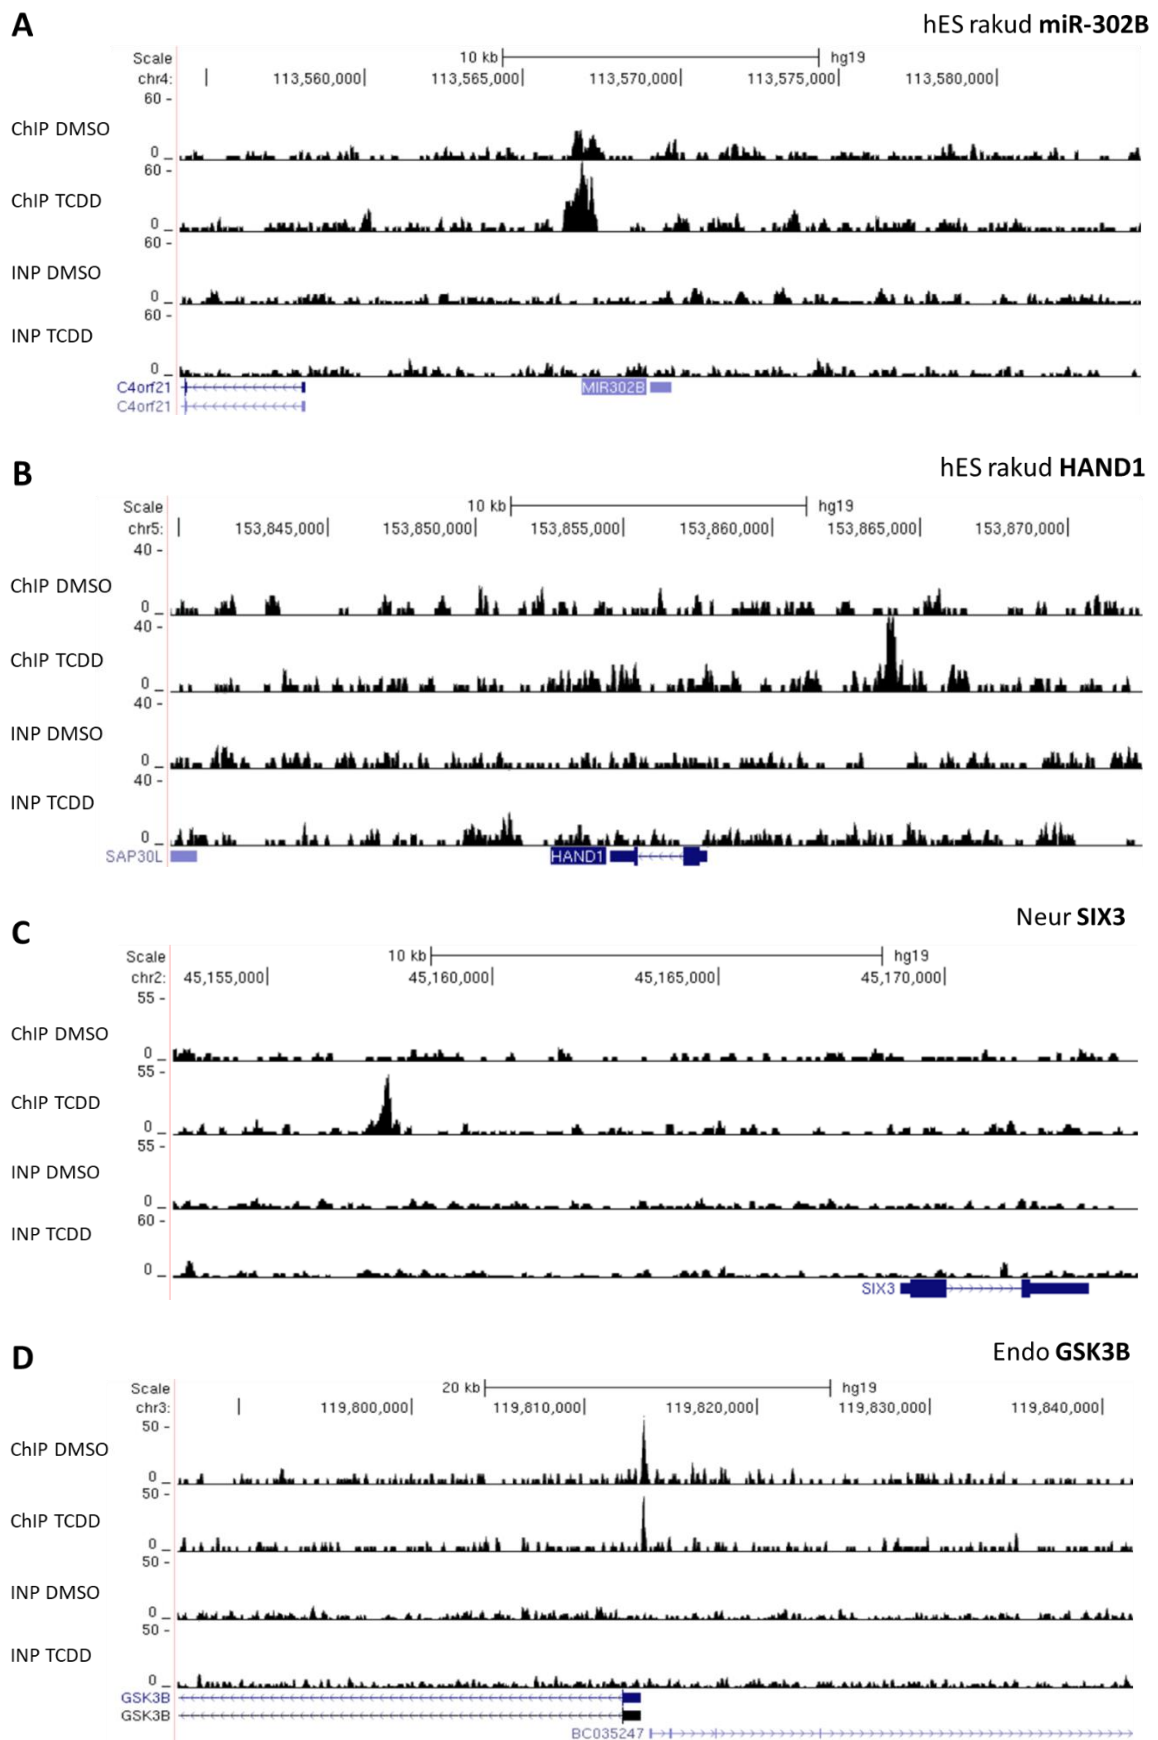 A
hES rakud miR-302B
Scale 10 kb hg19
chr4: 113,560,000 113,565,000 113,570,000 113,575,000 113,580,000
60
ChIP DMSO
0
60
ChIP TCDD
0
60
INP DMSO
0
60
INP TCDD
0
C4orf21 MIR302B
C4orf21
B
hES rakud HAND1
Scale 10 kb hg19
chr5: 153,845,000 153,850,000 153,855,000 153,860,000 153,865,000 153,870,000
40
ChIP DMSO
0
40
ChIP TCDD
0
40
INP DMSO
0
40
INP TCDD
0
SAP30L HAND1
C
Neur SIX3
Scale 10 kb hg19
chr2: 45,155,000 45,160,000 45,165,000 45,170,000
55
ChIP DMSO
0
55
ChIP TCDD
0
55
INP DMSO
0
60
INP TCDD
0
SIX3
D
Endo GSK3B
Scale 20 kb hg19
chr3: 119,800,000 119,810,000 119,820,000 119,830,000 119,840,000
50
ChIP DMSO
0
50
ChIP TCDD
0
50
INP DMSO
0
50
INP TCDD
0
GSK3B
GSK3B
BC035247